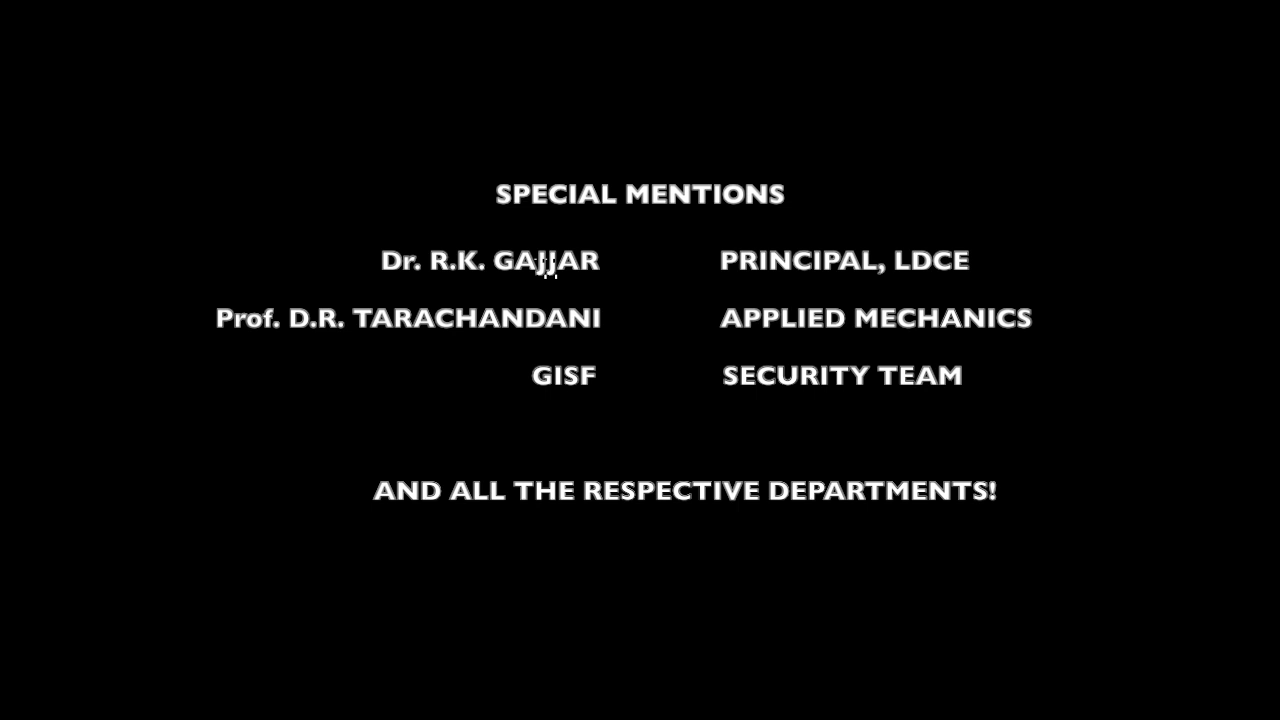 SPECIAL MENTIONS
Dr. R.K. GAJJAR PRINCIPAL, LDCE
Prof. D.R. TARACHANDANI APPLIED MECHANICS
GISF SECURITY TEAM
AND ALL THE RESPECTIVE DEPARTMENTS!